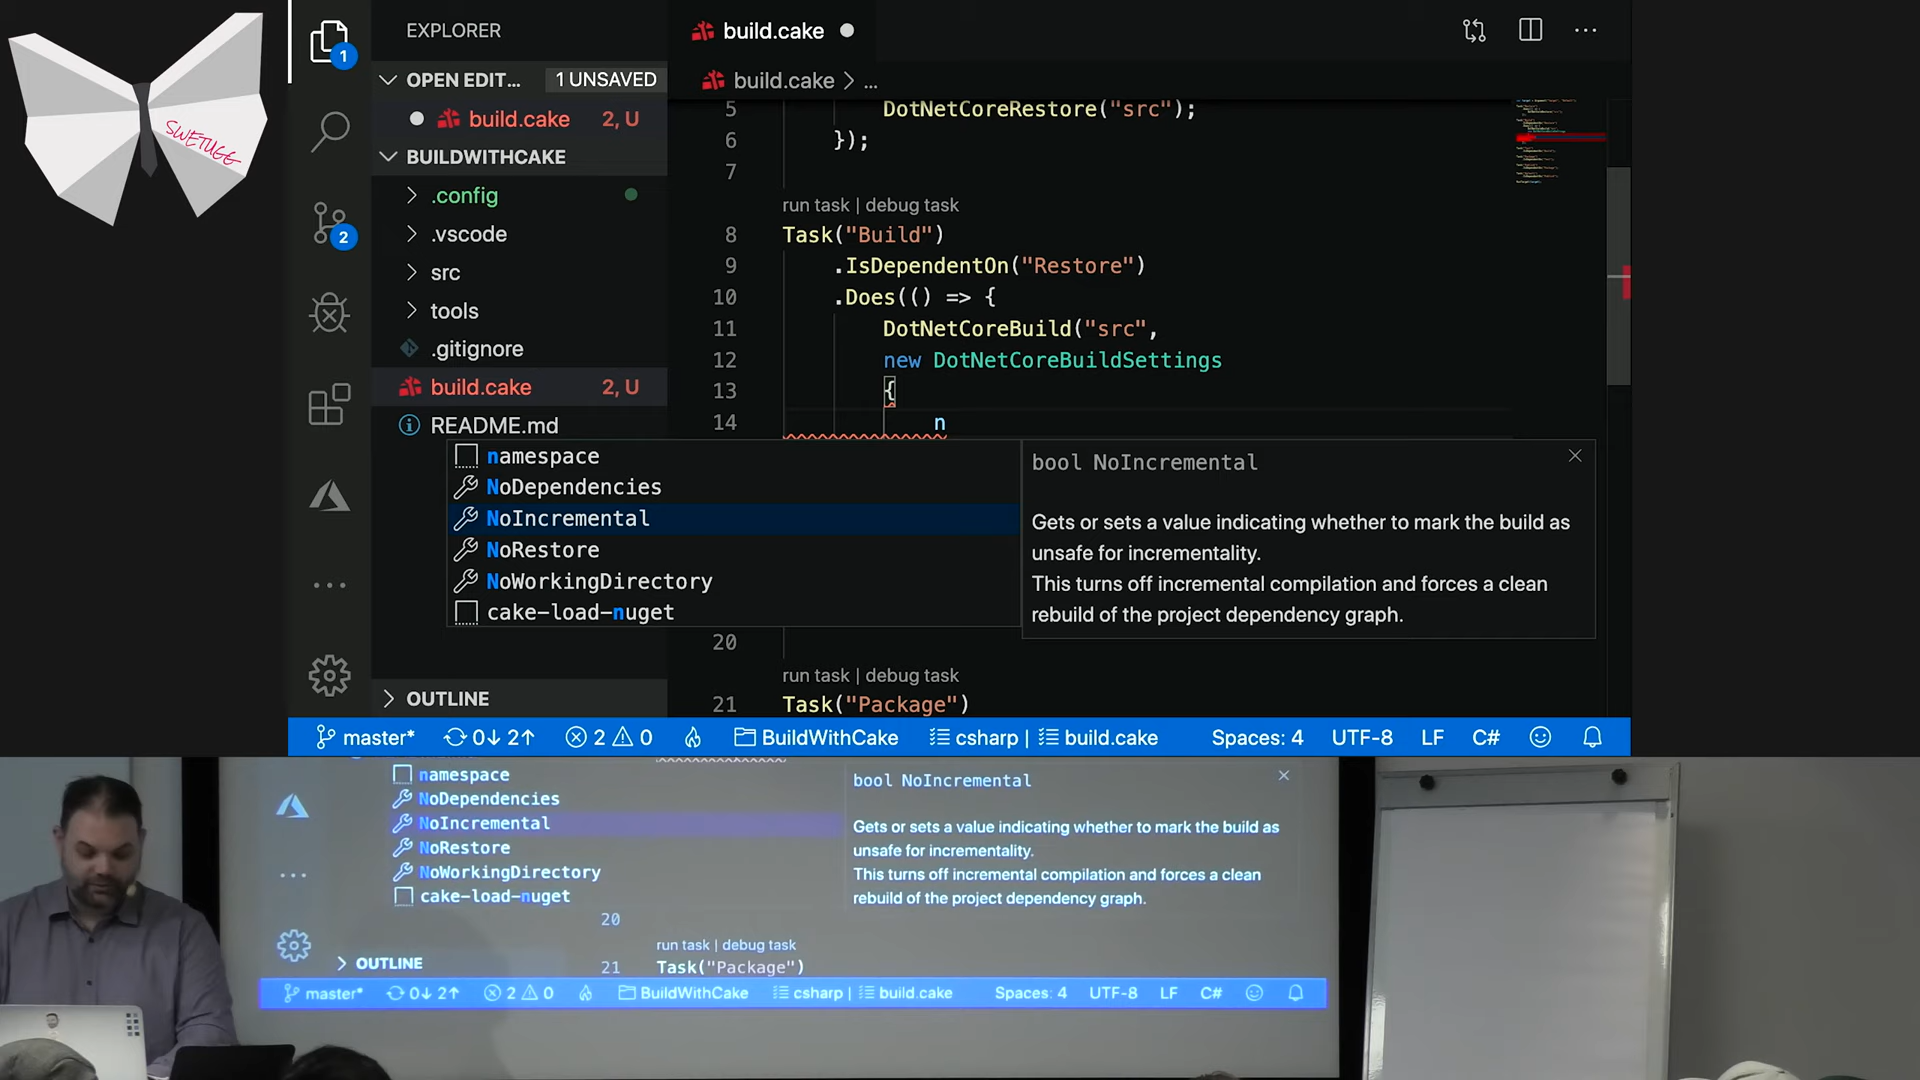 SWETUGG
EXPLORER
OPEN EDIT... 1 UNSAVED
build.cake 2, U
BUILDWITHCAKE
.config
.vscode
src
tools
.gitignore
build.cake 2, U
README.md
OUTLINE
1
2
build.cake
build.cake > ...
5 DotNetCoreRestore("src");
6 });
7
run task | debug task
8 Task("Build")
9 .IsDependentOn("Restore")
10 .Does(() => {
11 DotNetCoreBuild("src",
12 new DotNetCoreBuildSettings
13 {
14 n
namespace
NoDependencies
NoIncremental
NoRestore
NoWorkingDirectory
cake-load-nuget
bool NoIncremental
Gets or sets a value indicating whether to mark the build as
unsafe for incrementality.
This turns off incremental compilation and forces a clean
rebuild of the project dependency graph.
20
run task | debug task
21 Task("Package")
master* 0↓ 2↑ 2 0 BuildWithCake csharp | build.cake Spaces: 4 UTF-8 LF C#
namespace
NoDependencies
NoIncremental
NoRestore
NoWorkingDirectory
cake-load-nuget
bool NoIncremental
Gets or sets a value indicating whether to mark the build as
unsafe for incrementality.
This turns off incremental compilation and forces a clean
rebuild of the project dependency graph.
20
run task | debug task
OUTLINE
21 Task("Package")
master* 0↓ 2↑ 2 0 BuildWithCake csharp | build.cake Spaces: 4 UTF-8 LF C#